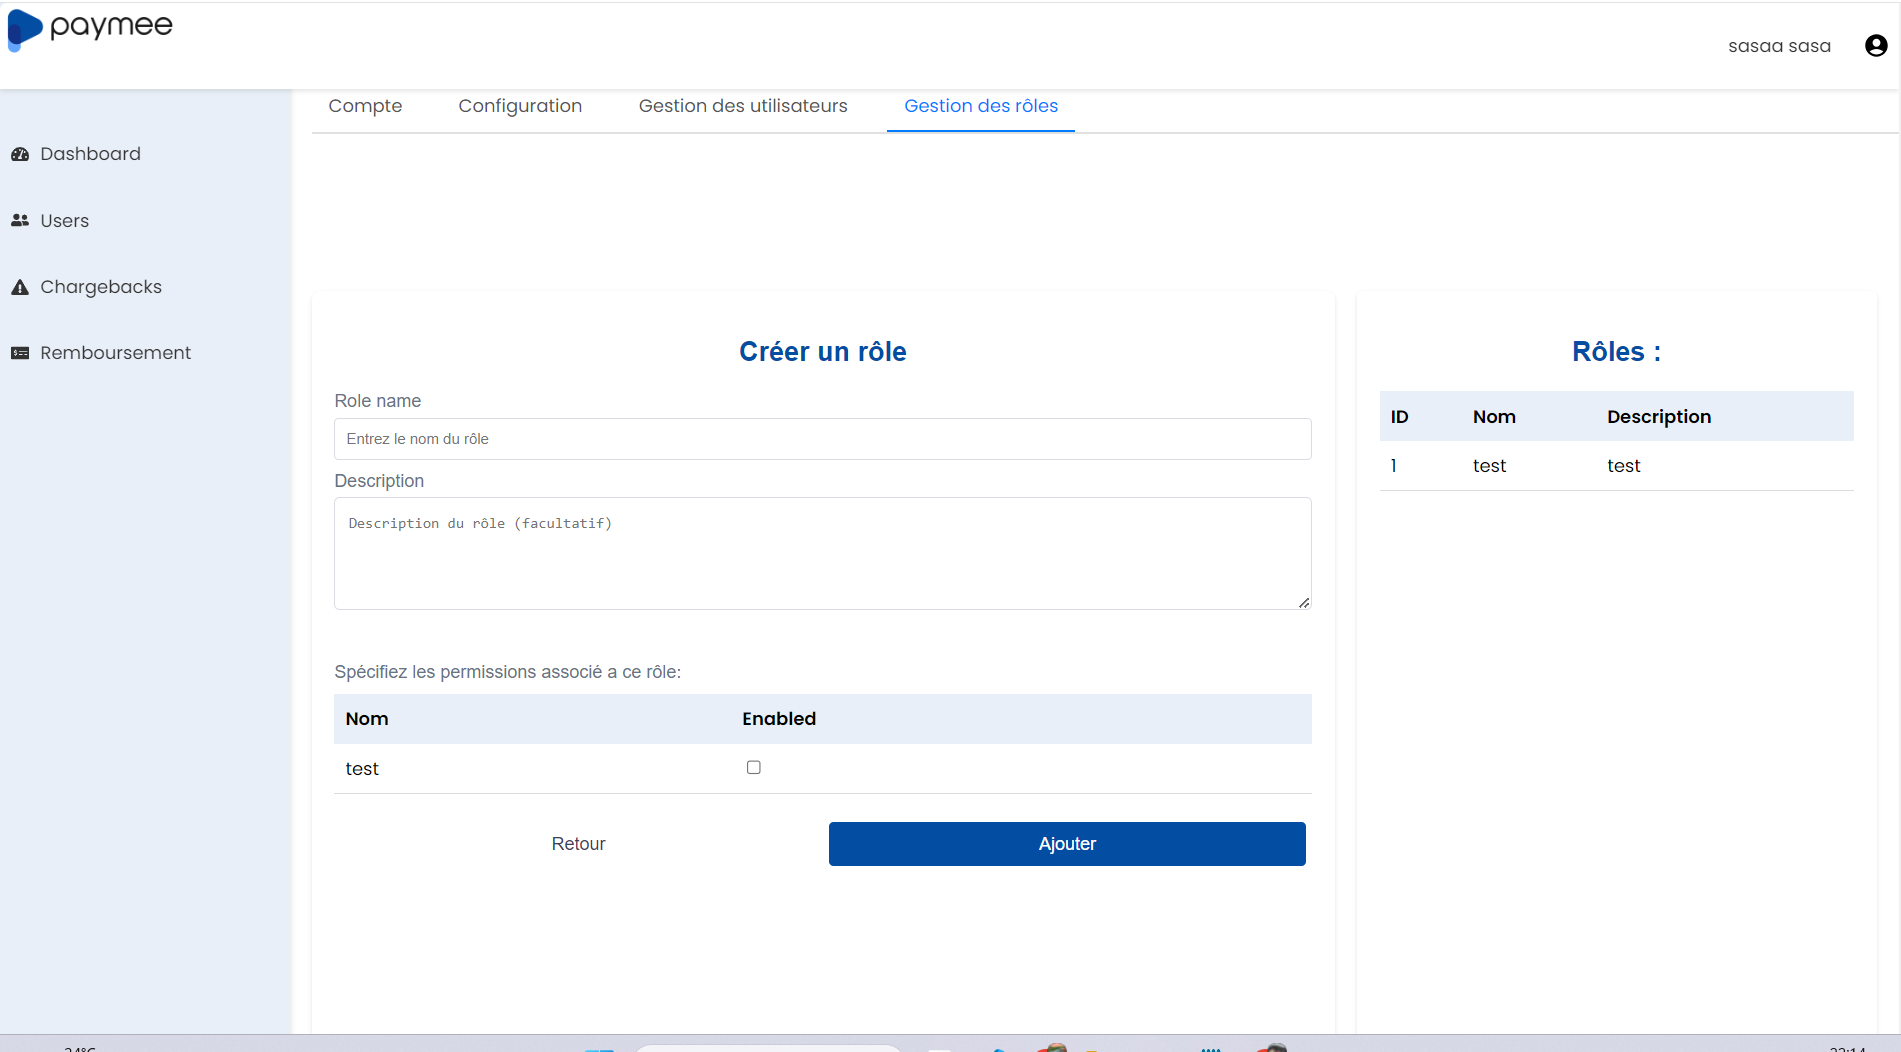 paymee
sasaa sasa
Compte Configuration Gestion des utilisateurs Gestion des rôles
Dashboard
Users
Chargebacks
Remboursement
Créer un rôle
Role name
Entrez le nom du rôle
Description
Description du rôle (facultatif)
Spécifiez les permissions associé a ce rôle:
Nom Enabled
test
Retour Ajouter
Rôles :
ID Nom Description
1 test test